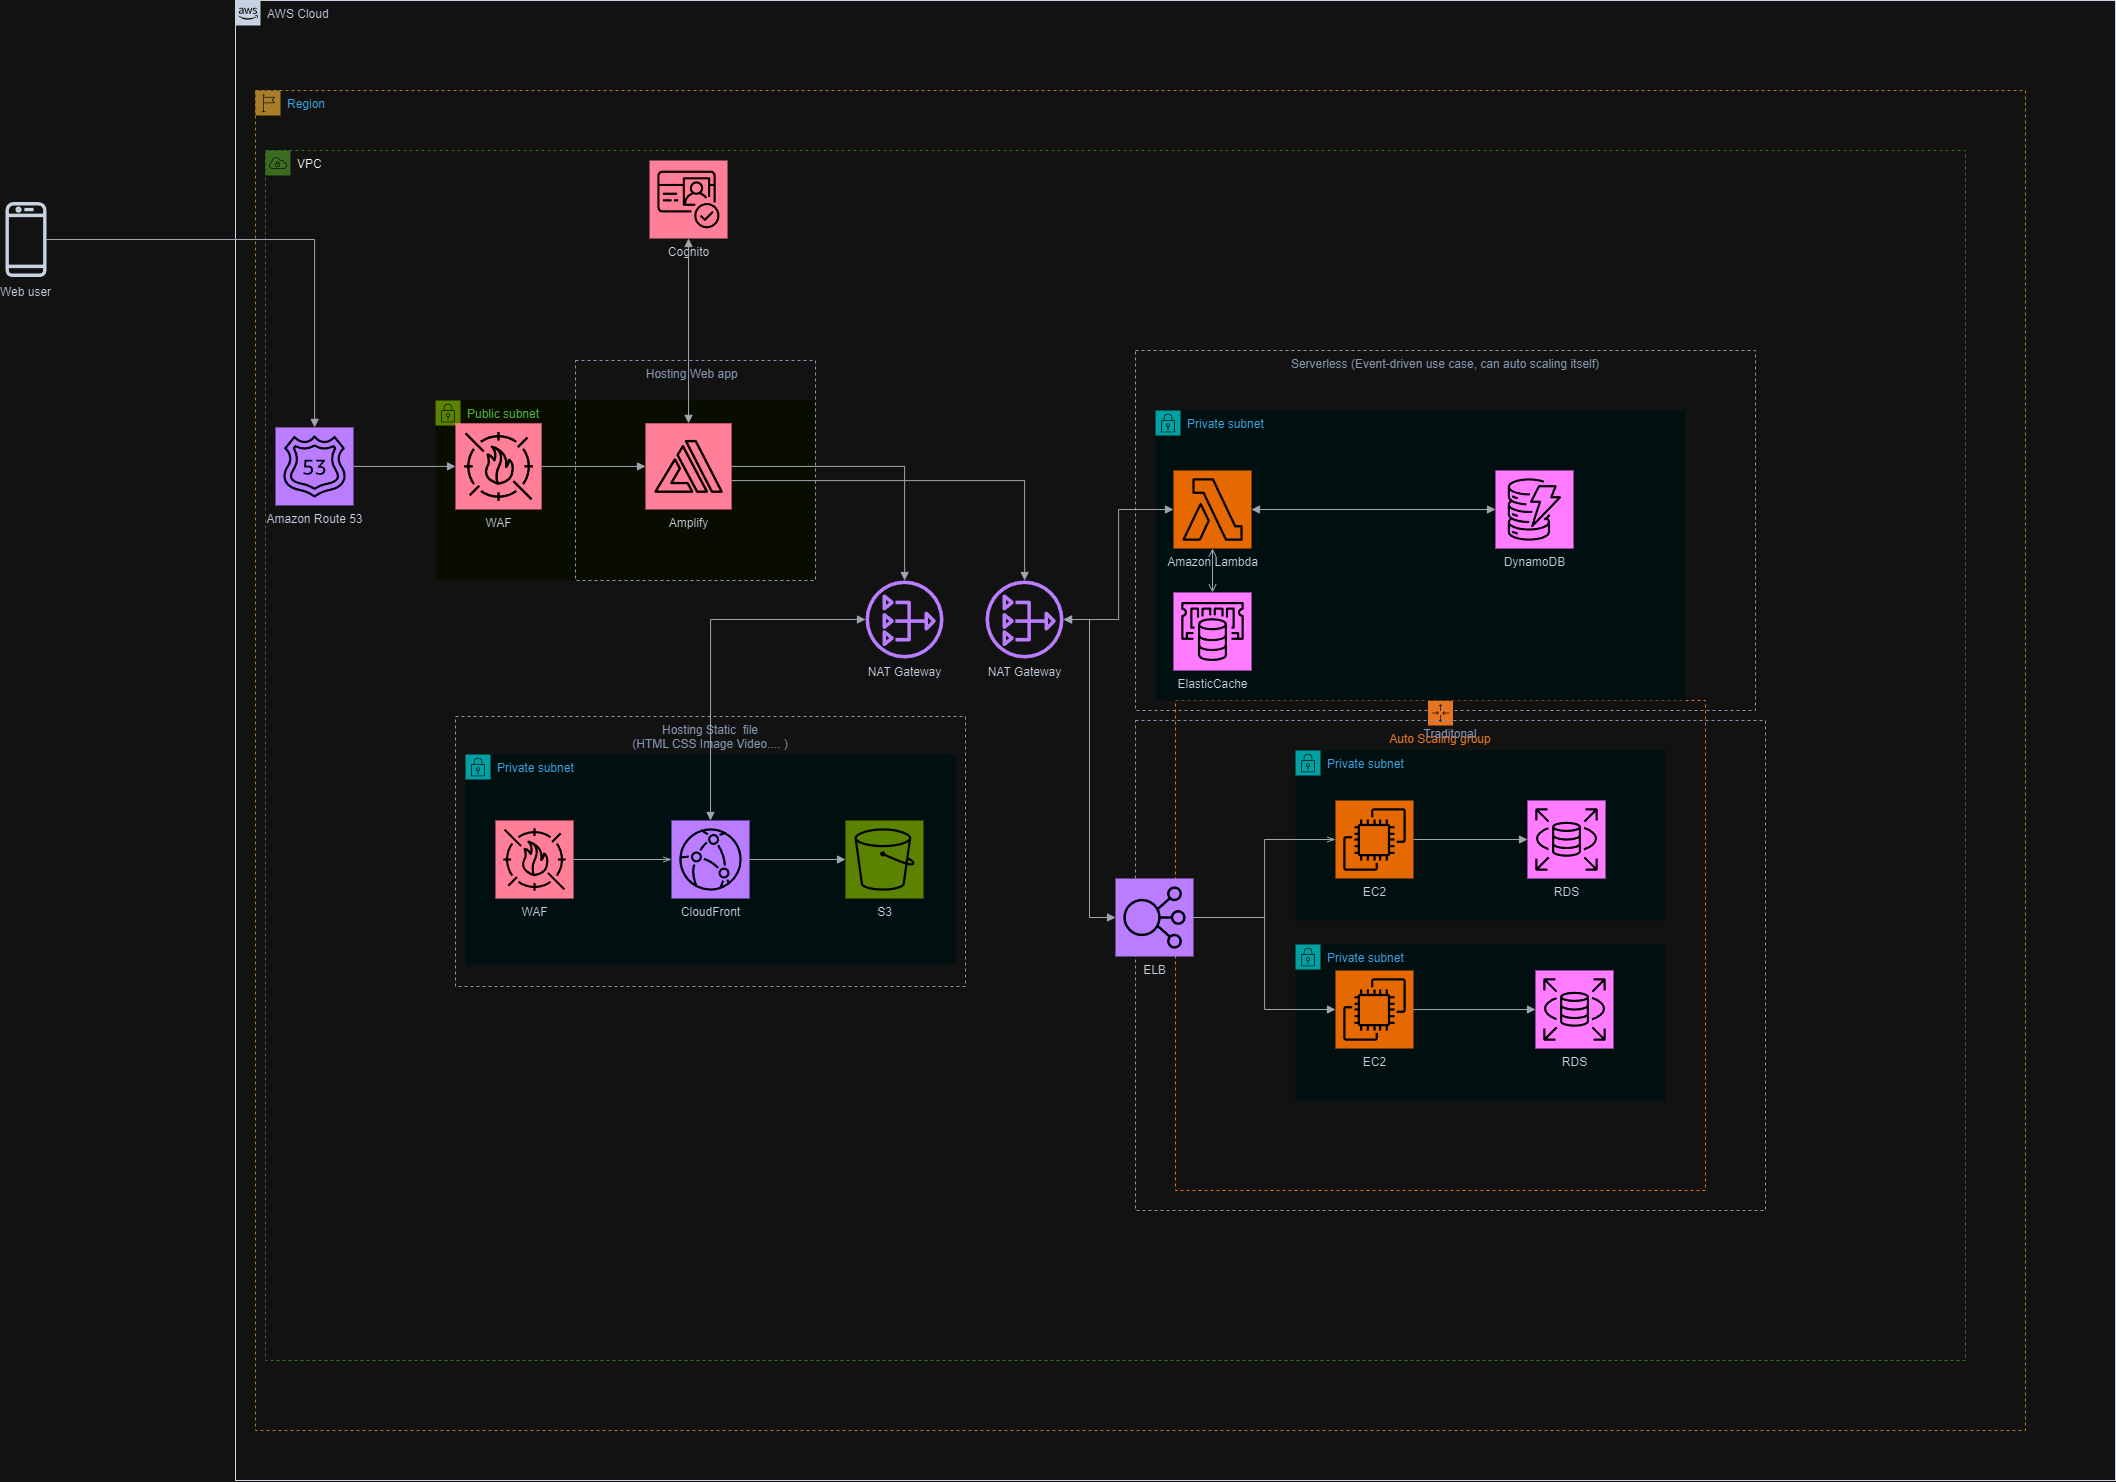 aws
AWS Cloud
Region
VPC
Web user
Cognito
Hosting Web app
Public subnet
53
Amazon Route 53
WAF
Amplify
NAT Gateway
NAT Gateway
Serverless (Event-driven use case, can auto scaling itself)
Private subnet
Amazon Lambda
DynamoDB
ElasticCache
Hosting Static file
(HTML CSS Image Video.... )
Private subnet
WAF
CloudFront
S3
Traditonal
Auto Scaling group
Private subnet
EC2
RDS
ELB
Private subnet
EC2
RDS